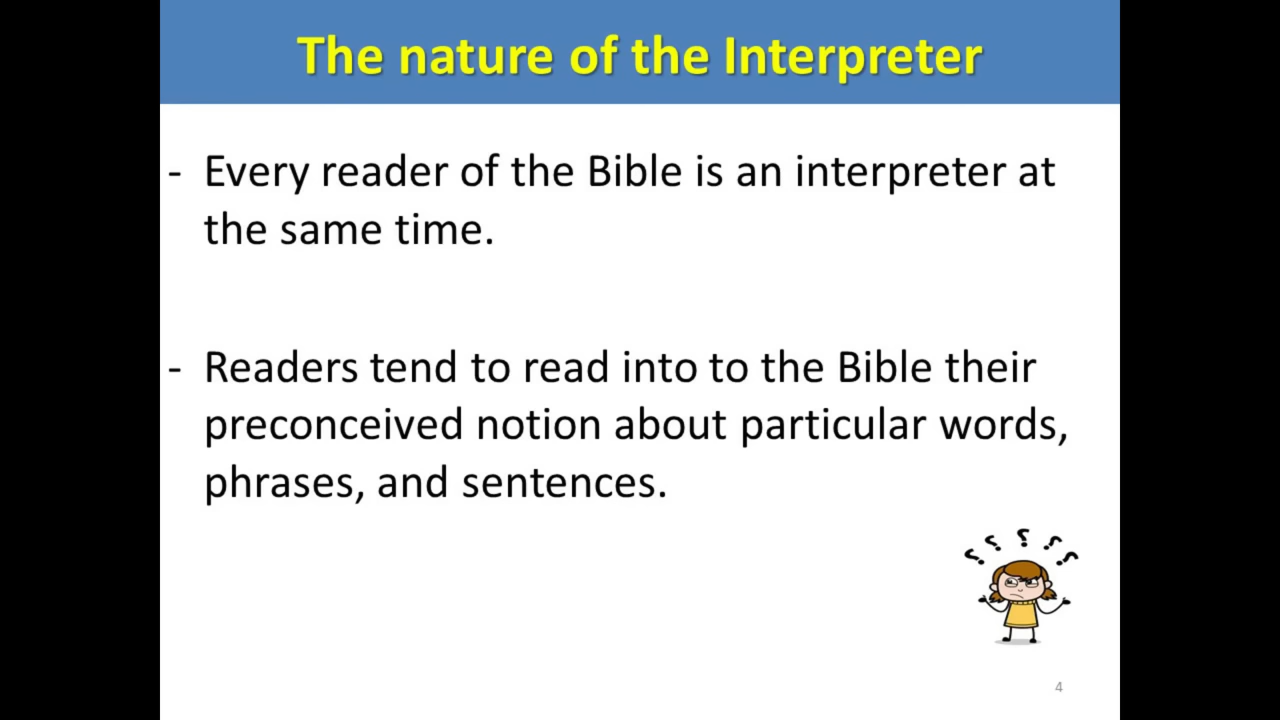 The nature of the Interpreter
- Every reader of the Bible is an interpreter at
the same time.
- Readers tend to read into to the Bible their
preconceived notion about particular words,
phrases, and sentences.
? ? ? ? ?
4